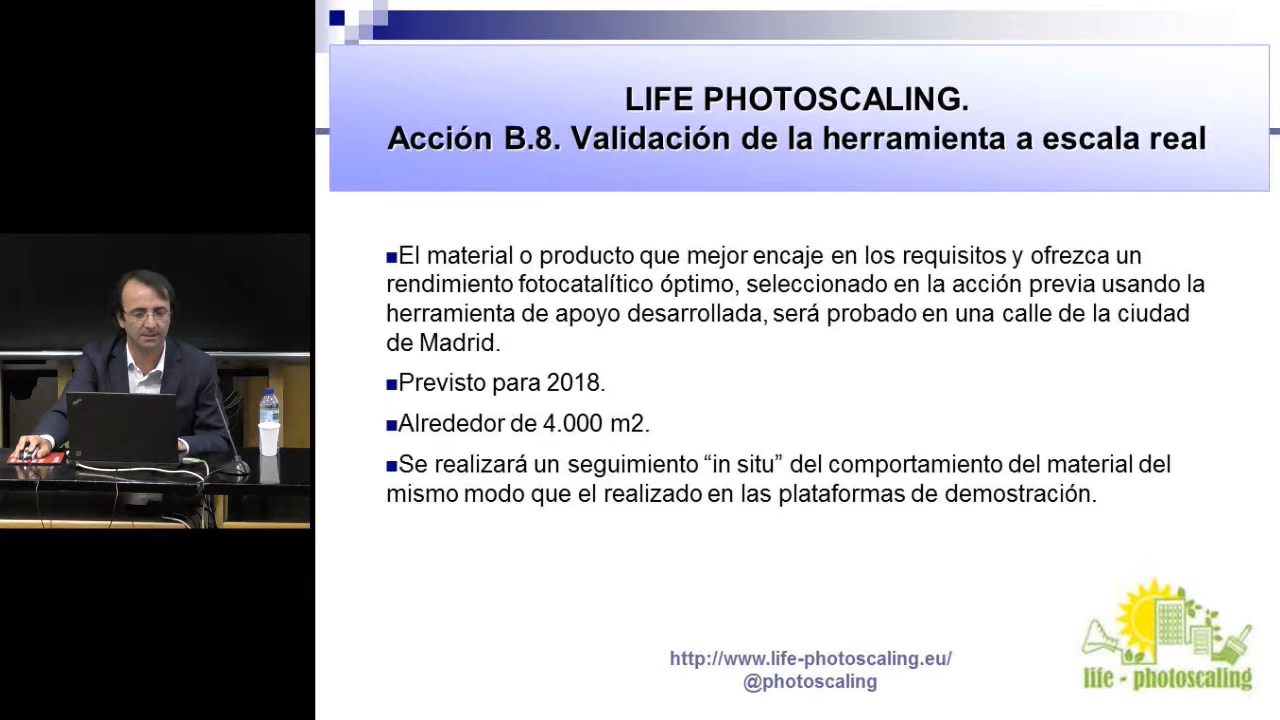 LIFE PHOTOSCALING.
Acción B.8. Validación de la herramienta a escala real
■El material o producto que mejor encaje en los requisitos y ofrezca un
rendimiento fotocatalítico óptimo, seleccionado en la acción previa usando la
herramienta de apoyo desarrollada, será probado en una calle de la ciudad
de Madrid.
■Previsto para 2018.
■Alrededor de 4.000 m2.
■Se realizará un seguimiento “in situ” del comportamiento del material del
mismo modo que el realizado en las plataformas de demostración.
http://www.life-photoscaling.eu/
@photoscaling
life - photoscaling